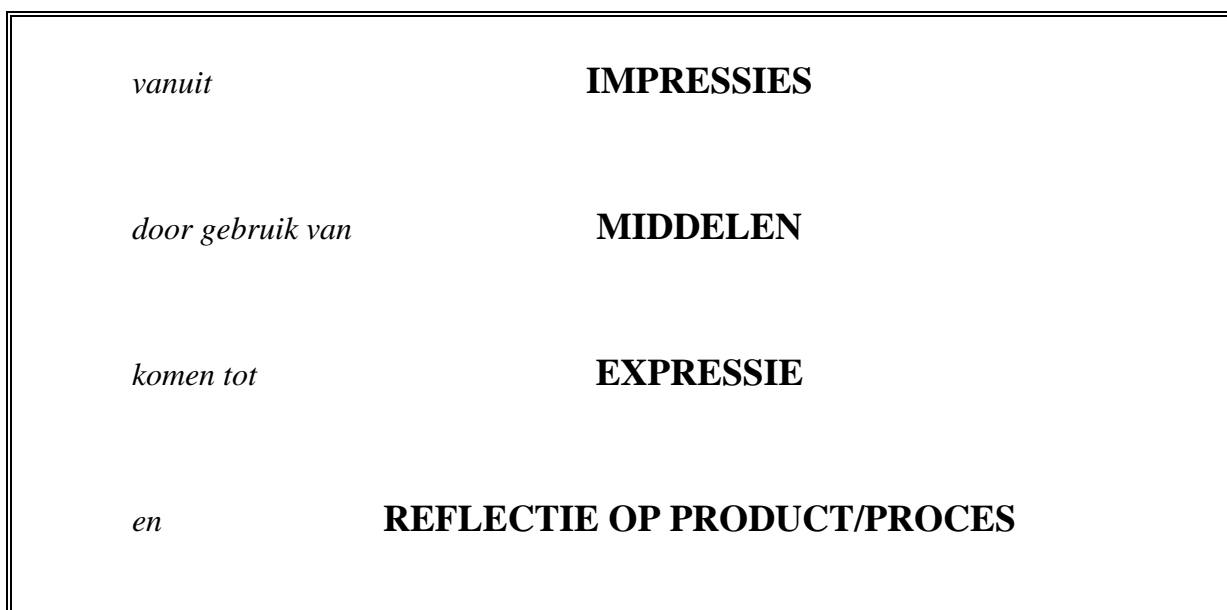 vanuit IMPRESSIES
door gebruik van MIDDELEN
komen tot EXPRESSIE
en REFLECTIE OP PRODUCT/PROCES